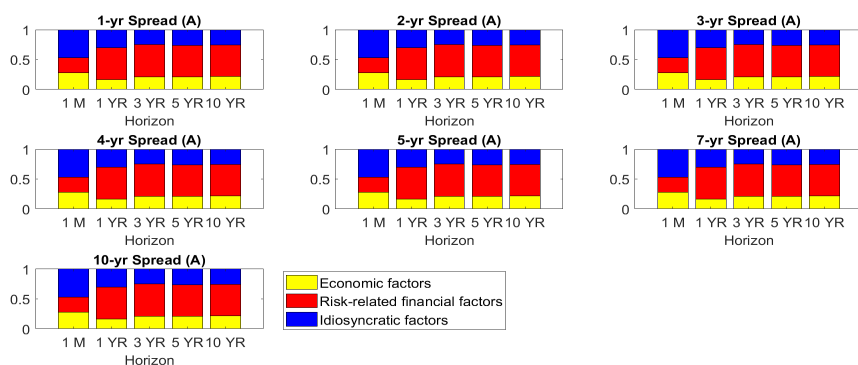 1-yr Spread (A)
1
0.5
0
1 M 1 YR 3 YR 5 YR 10 YR
Horizon
2-yr Spread (A)
1
0.5
0
1 M 1 YR 3 YR 5 YR 10 YR
Horizon
3-yr Spread (A)
1
0.5
0
1 M 1 YR 3 YR 5 YR 10 YR
Horizon
4-yr Spread (A)
1
0.5
0
1 M 1 YR 3 YR 5 YR 10 YR
Horizon
5-yr Spread (A)
1
0.5
0
1 M 1 YR 3 YR 5 YR 10 YR
Horizon
7-yr Spread (A)
1
0.5
0
1 M 1 YR 3 YR 5 YR 10 YR
Horizon
10-yr Spread (A)
1
0.5
0
1 M 1 YR 3 YR 5 YR 10 YR
Horizon
Economic factors
Risk-related financial factors
Idiosyncratic factors